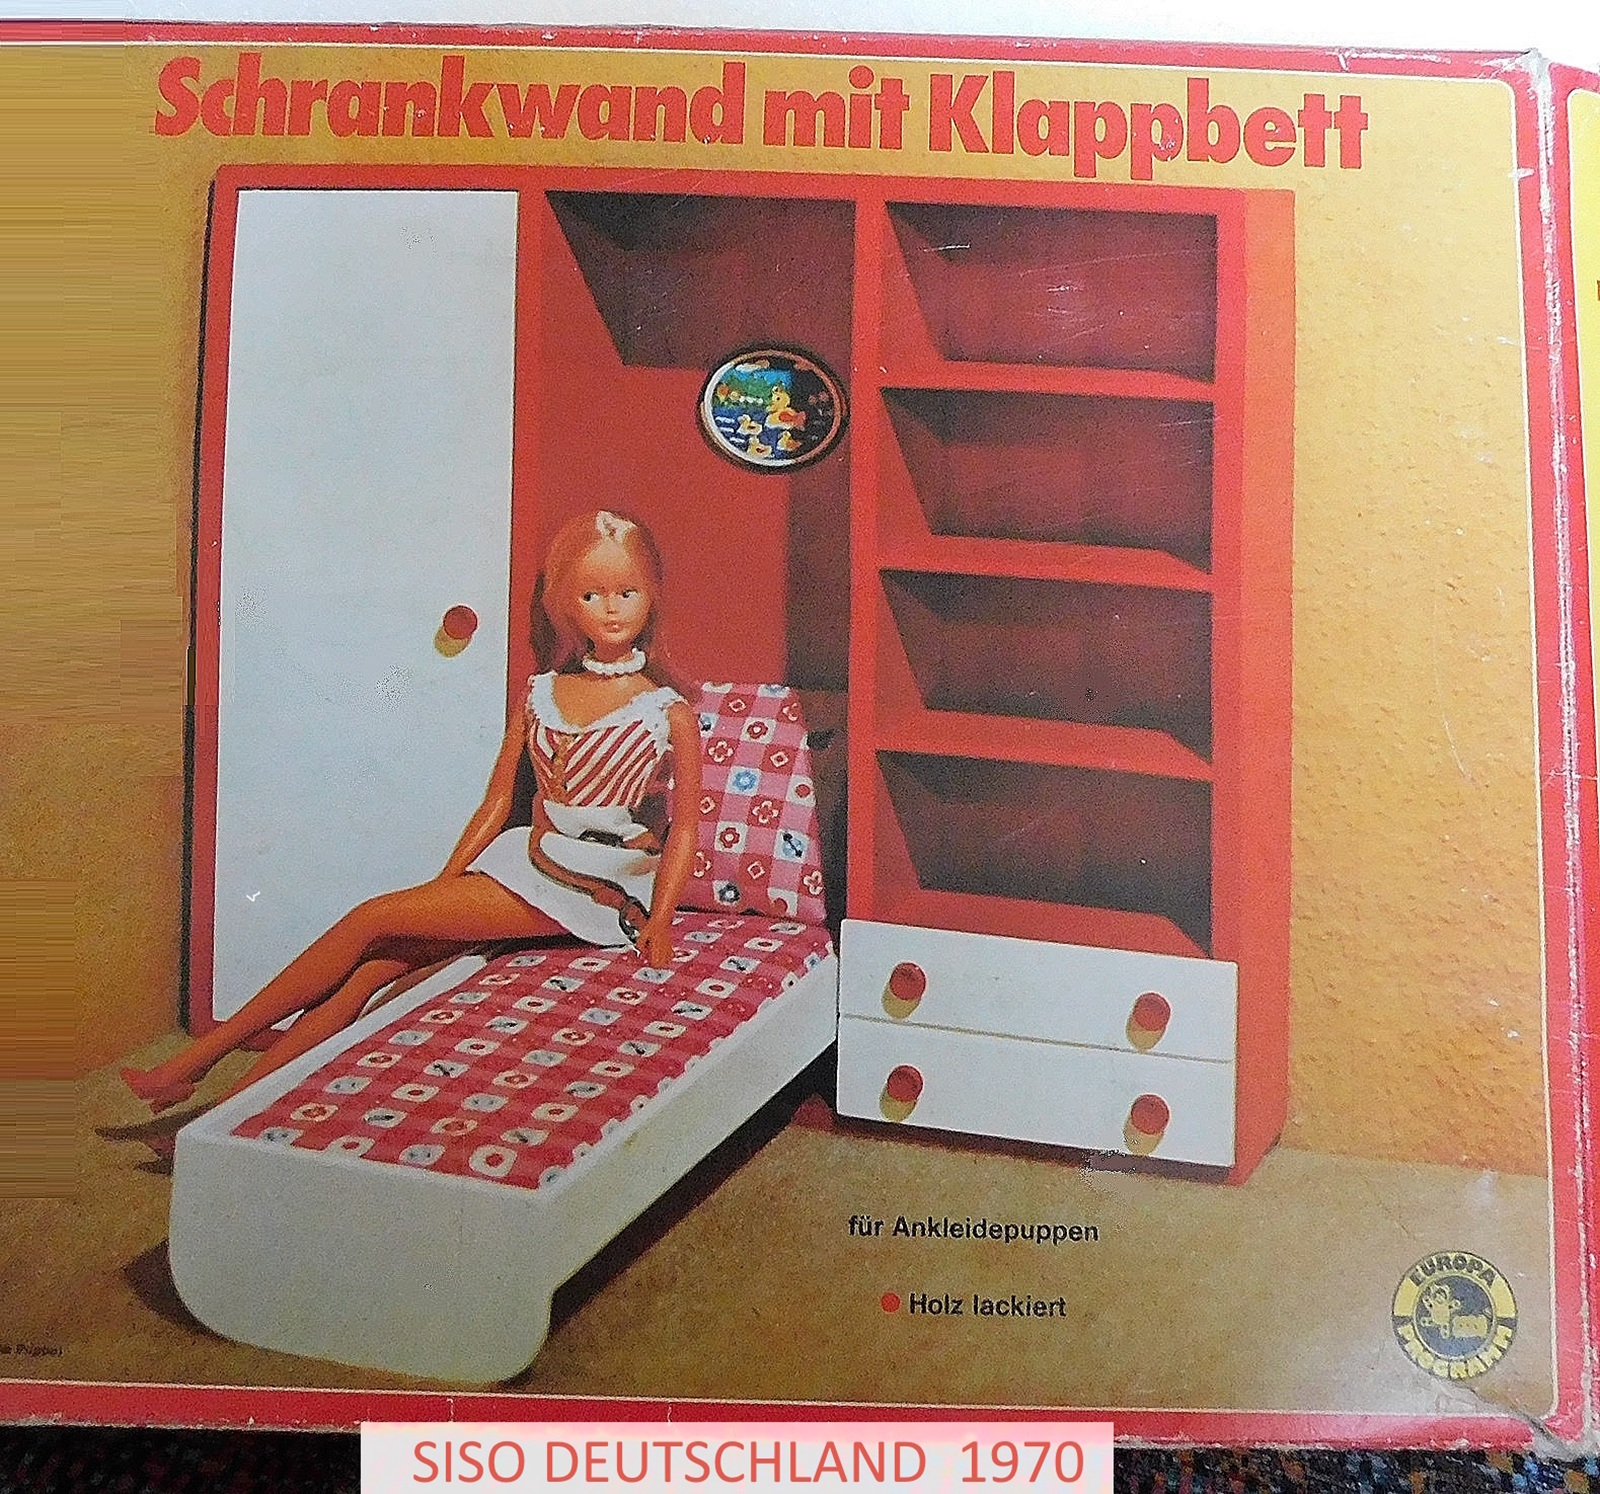 Schrankwand mit Klappbett
für Ankleidepuppen
Holz lackiert
EUROPA
PROGRAMM
SISO DEUTSCHLAND 1970